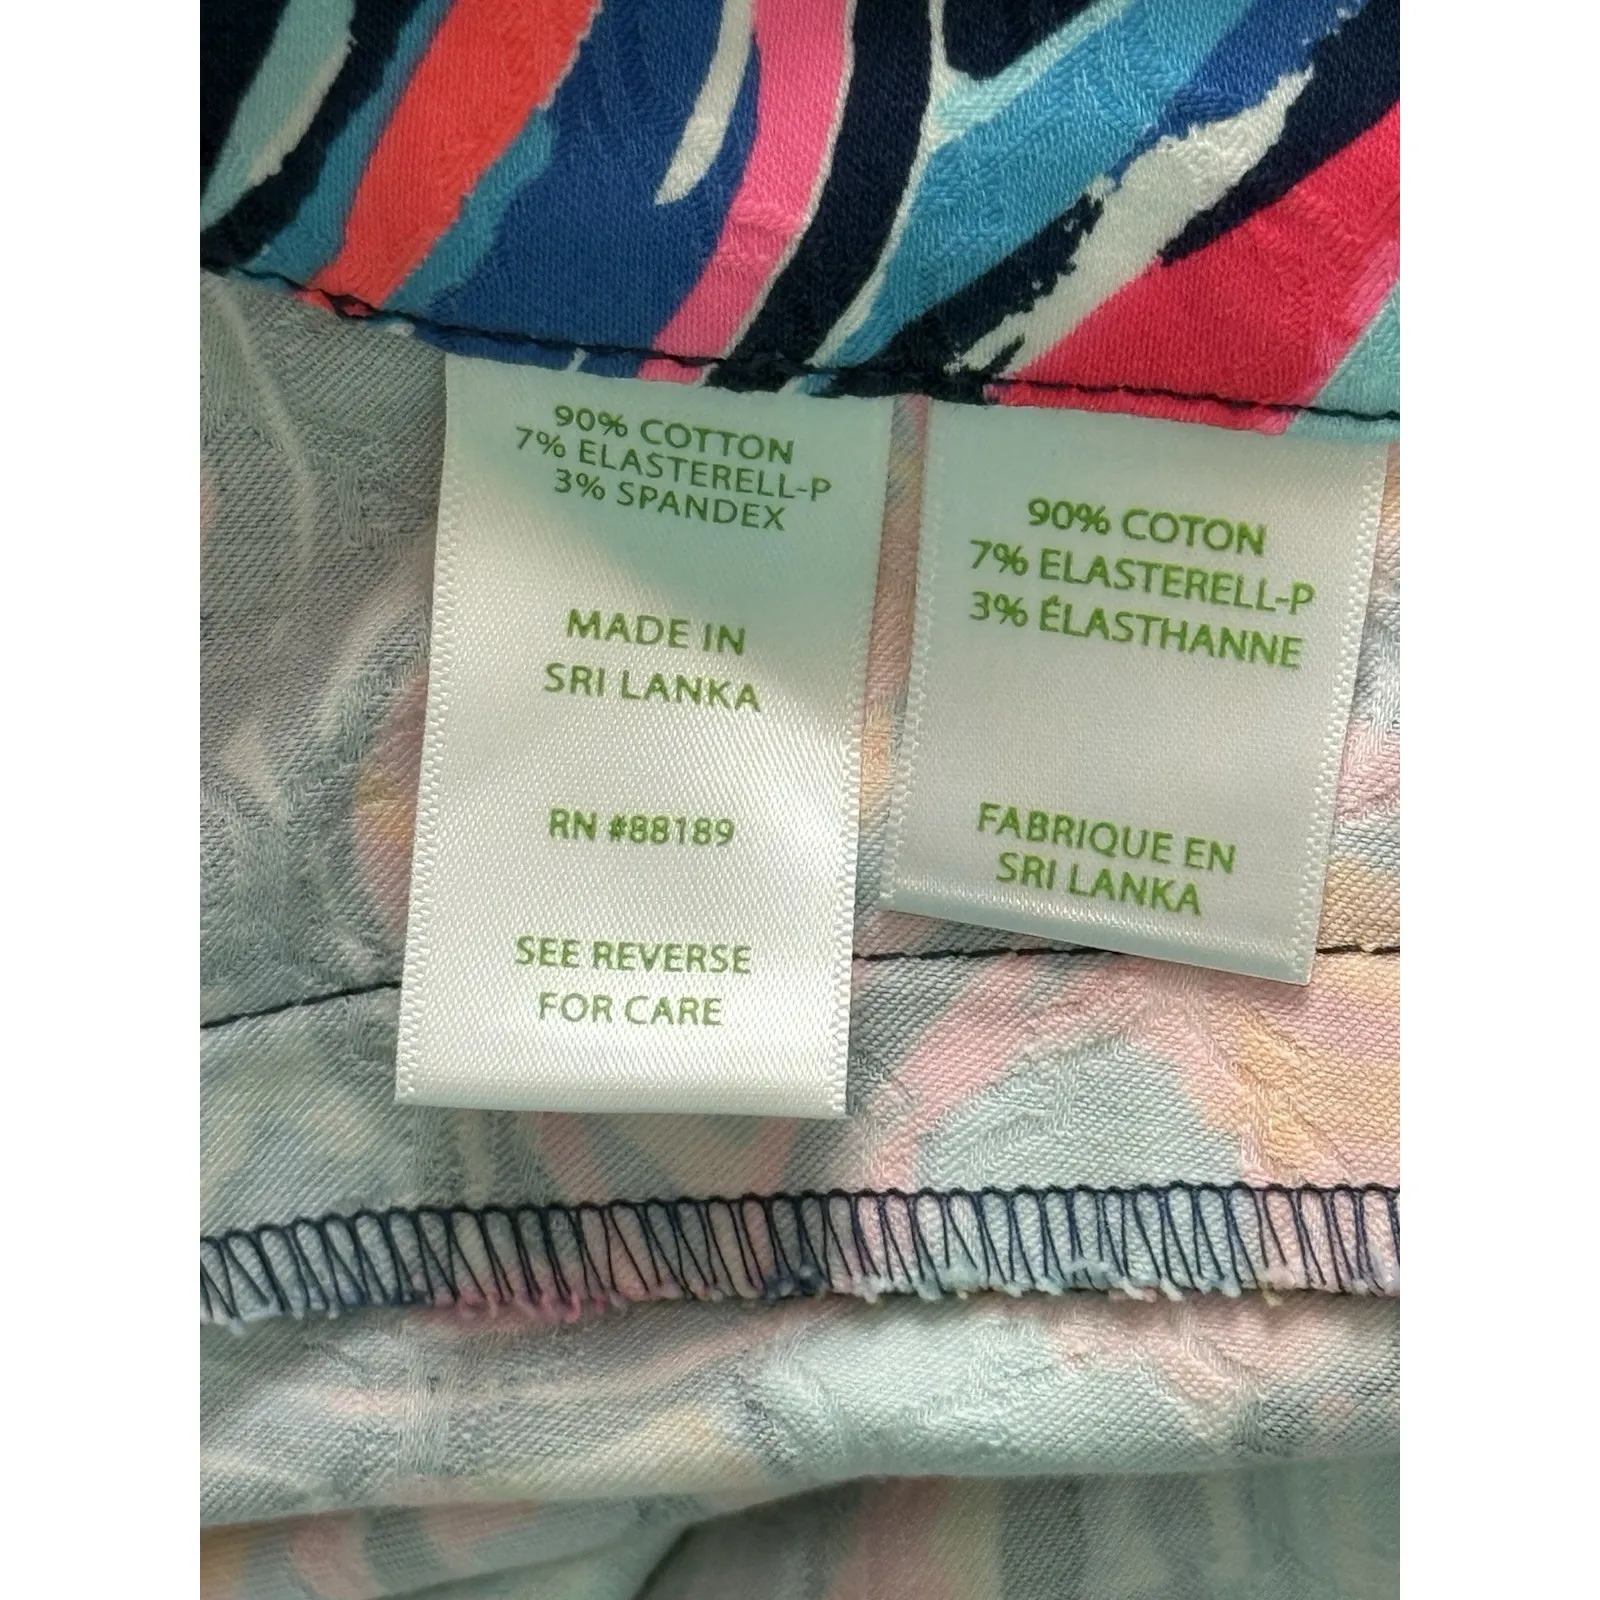 90% COTTON
7% ELASTERELL-P
3% SPANDEX
MADE IN
SRI LANKA
RN #88189
SEE REVERSE
FOR CARE
90% COTON
7% ELASTERELL-P
3% ÉLASTHANNE
FABRIQUE EN
SRI LANKA